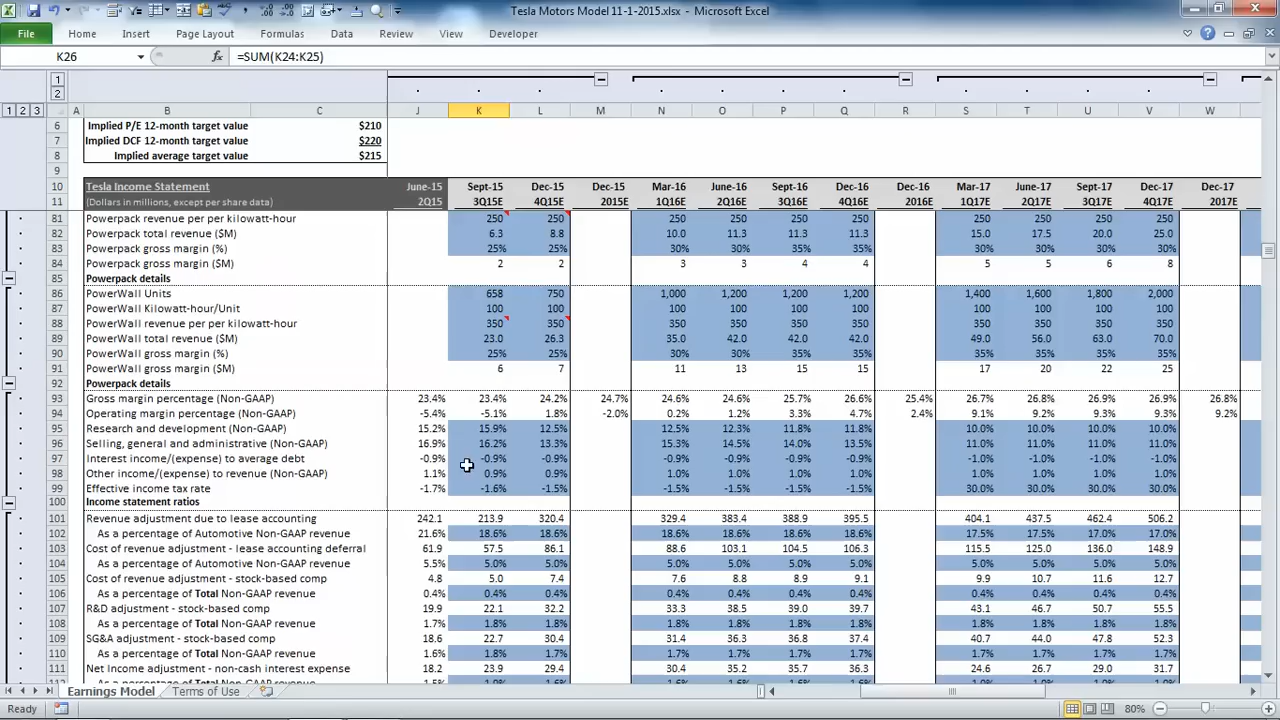 Tesla Motors Model 11-1-2015.xlsx - Microsoft Excel
File Home Insert Page Layout Formulas Data Review View Developer
K26 fx =SUM(K24:K25)
1
2
1 2 3 A B C J K L M N O P Q R S T U V W
6 Implied P/E 12-month target value $210
7 Implied DCF 12-month target value $220
8 Implied average target value $215
9
10 Tesla Income Statement June-15 Sept-15 Dec-15 Dec-15 Mar-16 June-16 Sept-16 Dec-16 Dec-16 Mar-17 June-17 Sept-17 Dec-17 Dec-17
11 (Dollars in millions, except per share data) 2Q15 3Q15E 4Q15E 2015E 1Q16E 2Q16E 3Q16E 4Q16E 2016E 1Q17E 2Q17E 3Q17E 4Q17E 2017E
81 Powerpack revenue per per kilowatt-hour 250 250 250 250 250 250 250 250 250 250
82 Powerpack total revenue ($M) 6.3 8.8 10.0 11.3 11.3 11.3 15.0 17.5 20.0 25.0
83 Powerpack gross margin (%) 25% 25% 30% 30% 35% 35% 30% 30% 30% 30%
84 Powerpack gross margin ($M) 2 2 3 3 4 4 5 5 6 8
85 Powerpack details
86 PowerWall Units 658 750 1,000 1,200 1,200 1,200 1,400 1,600 1,800 2,000
87 PowerWall Kilowatt-hour/Unit 100 100 100 100 100 100 100 100 100 100
88 PowerWall revenue per per kilowatt-hour 350 350 350 350 350 350 350 350 350 350
89 PowerWall total revenue ($M) 23.0 26.3 35.0 42.0 42.0 42.0 49.0 56.0 63.0 70.0
90 PowerWall gross margin (%) 25% 25% 30% 30% 35% 35% 35% 35% 35% 35%
91 PowerWall gross margin ($M) 6 7 11 13 15 15 17 20 22 25
92 Powerpack details
93 Gross margin percentage (Non-GAAP) 23.4% 23.4% 24.2% 24.7% 24.6% 24.6% 25.7% 26.6% 25.4% 26.7% 26.8% 26.9% 26.9% 26.8%
94 Operating margin percentage (Non-GAAP) -5.4% -5.1% 1.8% -2.0% 0.2% 1.2% 3.3% 4.7% 2.4% 9.1% 9.2% 9.3% 9.3% 9.2%
95 Research and development (Non-GAAP) 15.2% 15.9% 12.5% 12.5% 12.3% 11.8% 11.8% 10.0% 10.0% 10.0% 10.0%
96 Selling, general and administrative (Non-GAAP) 16.9% 16.2% 13.3% 15.3% 14.5% 14.0% 13.5% 11.0% 11.0% 11.0% 11.0%
97 Interest income/(expense) to average debt -0.9% -0.9% -0.9% -0.9% -0.9% -0.9% -0.9% -1.0% -1.0% -1.0% -1.0%
98 Other income/(expense) to revenue (Non-GAAP) 1.1% 0.9% 0.9% 1.0% 1.0% 1.0% 1.0% 1.0% 1.0% 1.0% 1.0%
99 Effective income tax rate -1.7% -1.6% -1.5% -1.5% -1.5% -1.5% -1.5% 30.0% 30.0% 30.0% 30.0%
100 Income statement ratios
101 Revenue adjustment due to lease accounting 242.1 213.9 320.4 329.4 383.4 388.9 395.5 404.1 437.5 462.4 506.2
102 As a percentage of Automotive Non-GAAP revenue 21.6% 18.6% 18.6% 18.6% 18.6% 18.6% 18.6% 17.5% 17.5% 17.0% 17.0%
103 Cost of revenue adjustment - lease accounting deferral 61.9 57.5 86.1 88.6 103.1 104.5 106.3 115.5 125.0 136.0 148.9
104 As a percentage of Automotive Non-GAAP revenue 5.5% 5.0% 5.0% 5.0% 5.0% 5.0% 5.0% 5.0% 5.0% 5.0% 5.0%
105 Cost of revenue adjustment - stock-based comp 4.8 5.0 7.4 7.6 8.8 8.9 9.1 9.9 10.7 11.6 12.7
106 As a percentage of Total Non-GAAP revenue 0.4% 0.4% 0.4% 0.4% 0.4% 0.4% 0.4% 0.4% 0.4% 0.4% 0.4%
107 R&D adjustment - stock-based comp 19.9 22.1 32.2 33.3 38.5 39.0 39.7 43.1 46.7 50.7 55.5
108 As a percentage of Total Non-GAAP revenue 1.7% 1.8% 1.8% 1.8% 1.8% 1.8% 1.8% 1.8% 1.8% 1.8% 1.8%
109 SG&A adjustment - stock-based comp 18.6 22.7 30.4 31.4 36.3 36.8 37.4 40.7 44.0 47.8 52.3
110 As a percentage of Total Non-GAAP revenue 1.6% 1.8% 1.7% 1.7% 1.7% 1.7% 1.7% 1.7% 1.7% 1.7% 1.7%
111 Net Income adjustment - non-cash interest expense 18.2 23.9 29.4 30.4 35.2 35.7 36.3 24.6 26.7 29.0 31.7
Earnings Model Terms of Use
Ready 80%